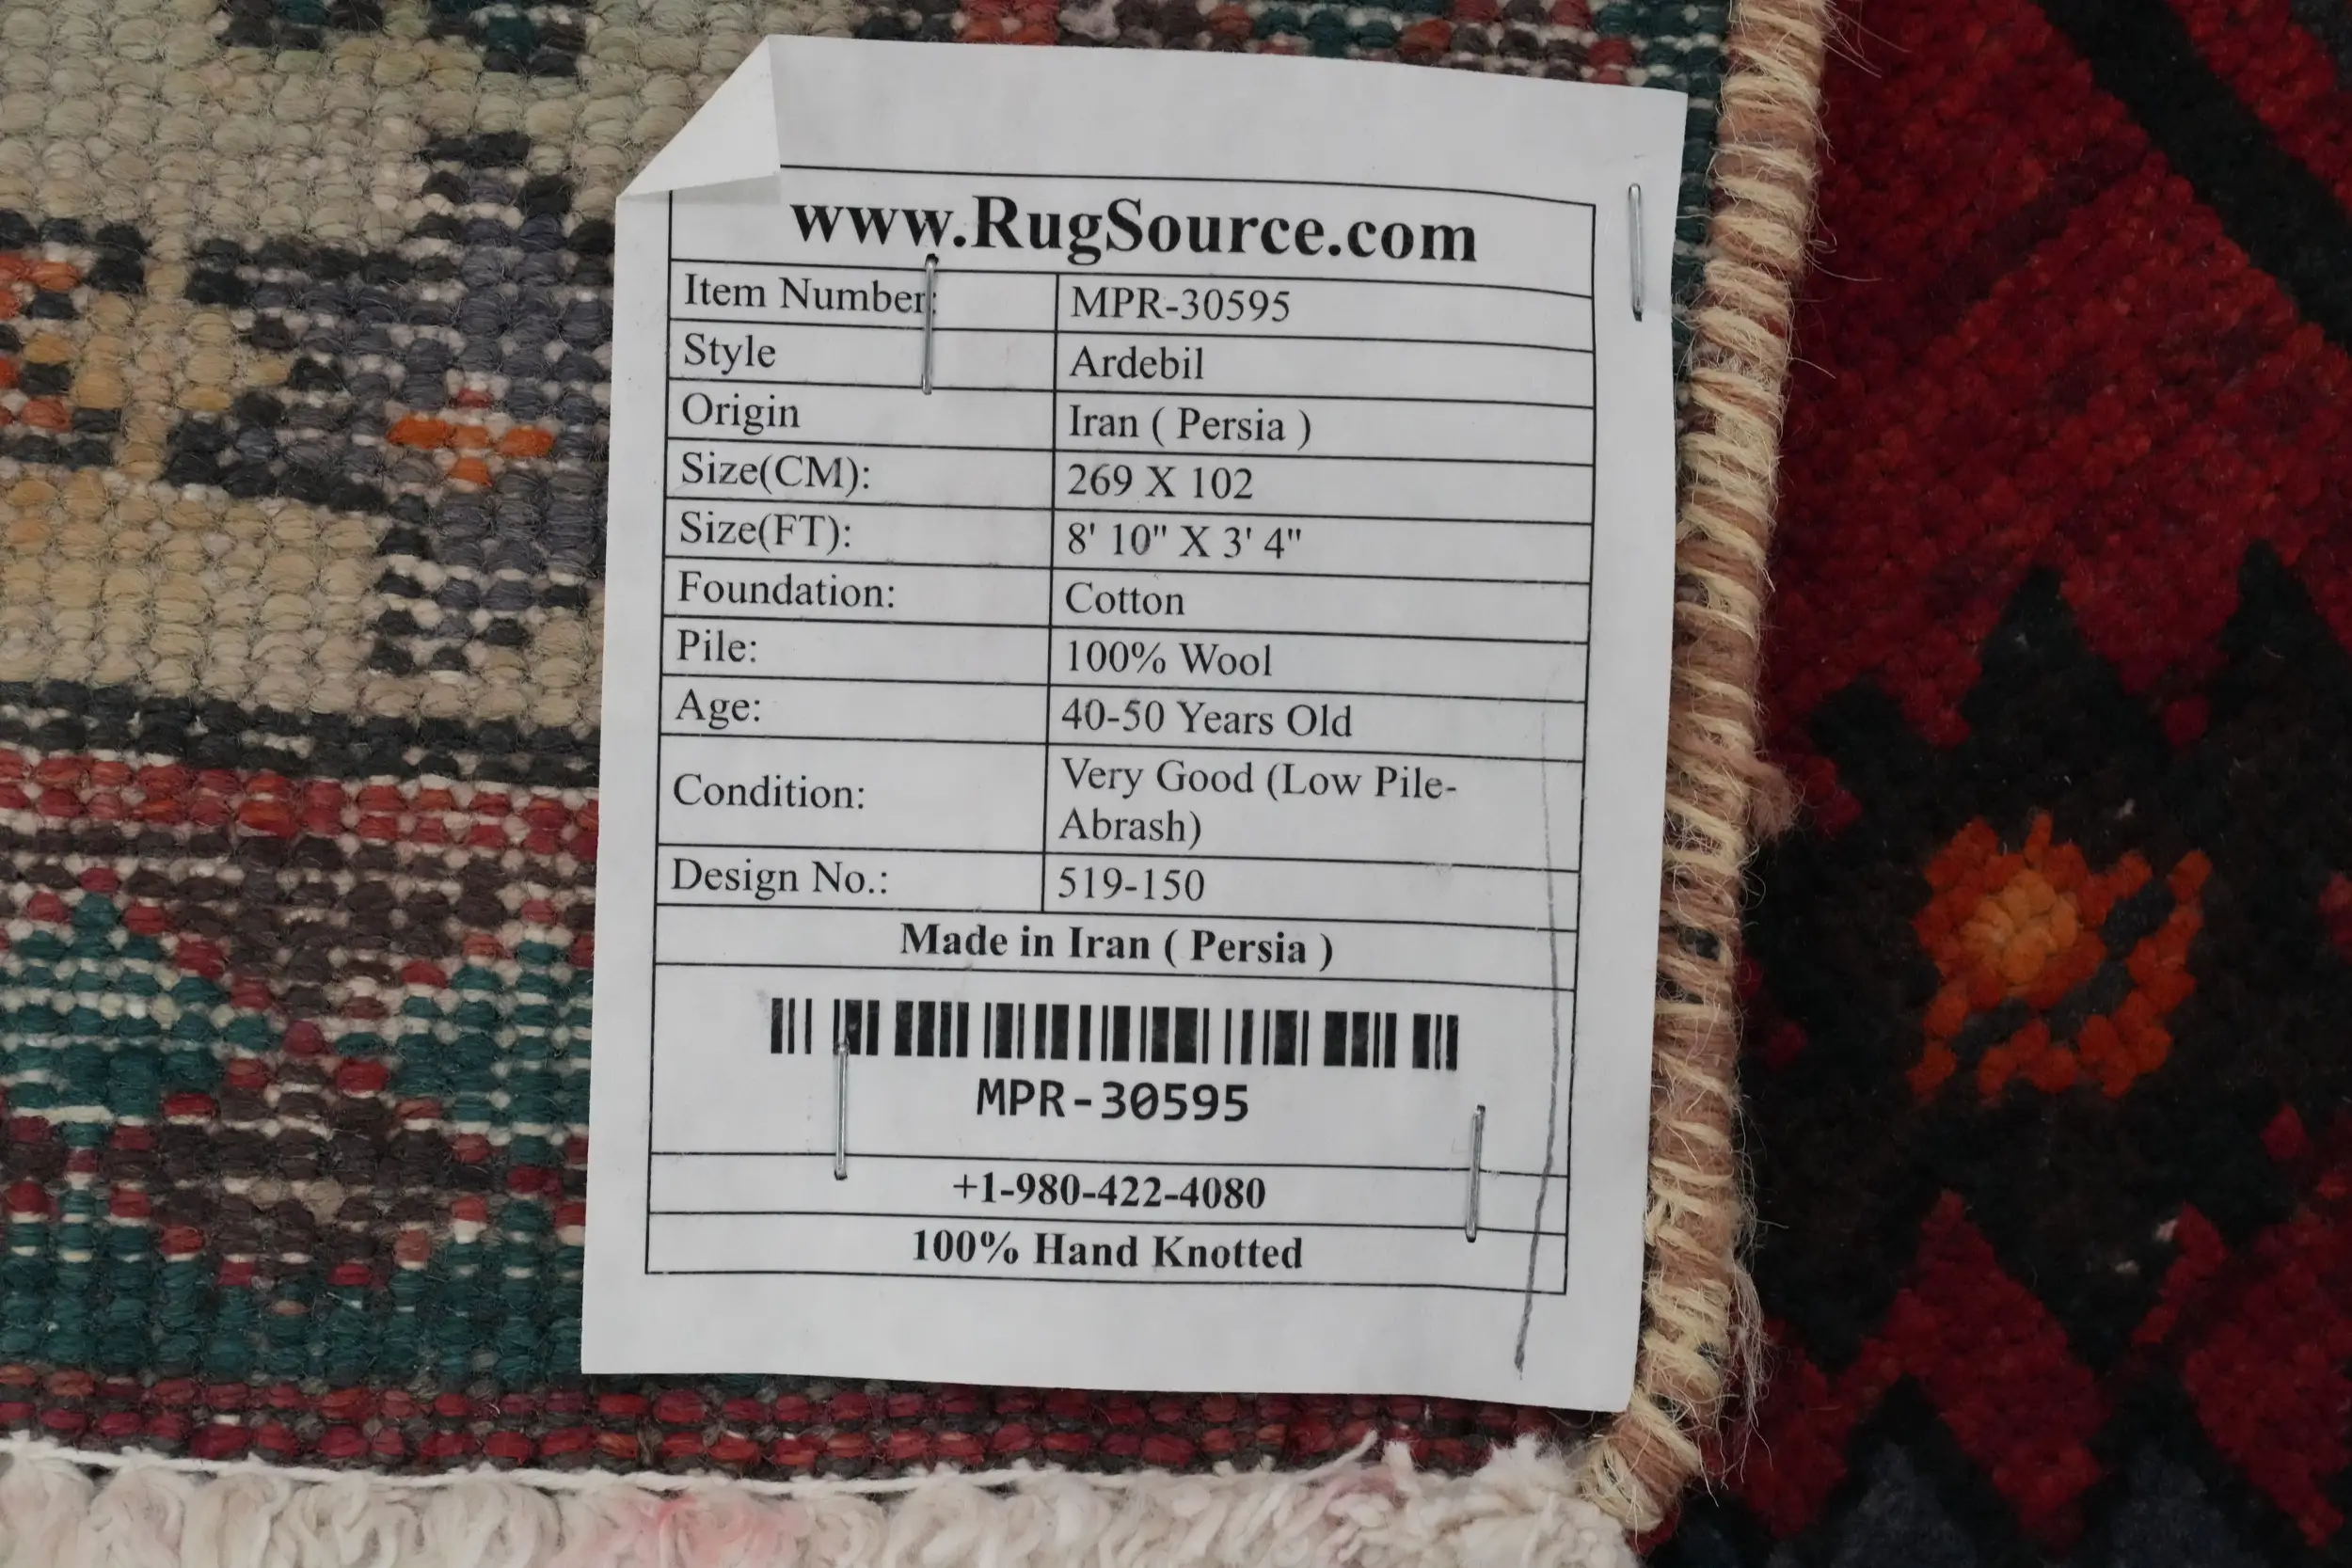 www.RugSource.com
Item Number: MPR-30595
Style Ardebil
Origin Iran ( Persia )
Size(CM): 269 X 102
Size(FT): 8' 10" X 3' 4"
Foundation: Cotton
Pile: 100% Wool
Age: 40-50 Years Old
Condition: Very Good (Low Pile-
Abrash)
Design No.: 519-150
Made in Iran ( Persia )
MPR-30595
+1-980-422-4080
100% Hand Knotted